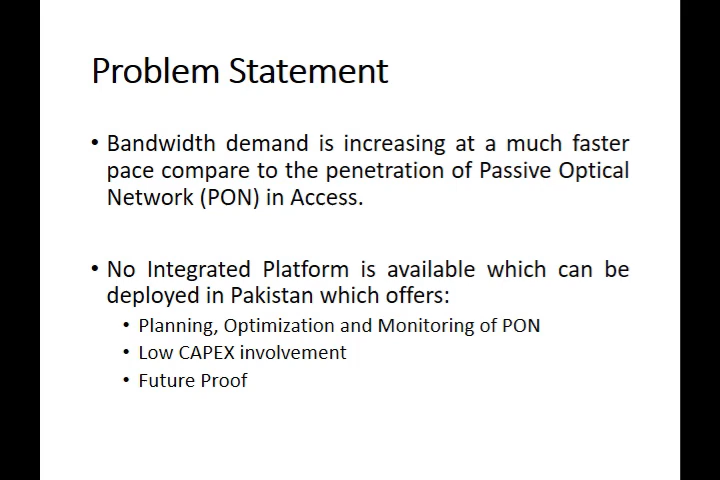 Problem Statement
• Bandwidth demand is increasing at a much faster
pace compare to the penetration of Passive Optical
Network (PON) in Access.
• No Integrated Platform is available which can be
deployed in Pakistan which offers:
• Planning, Optimization and Monitoring of PON
• Low CAPEX involvement
• Future Proof